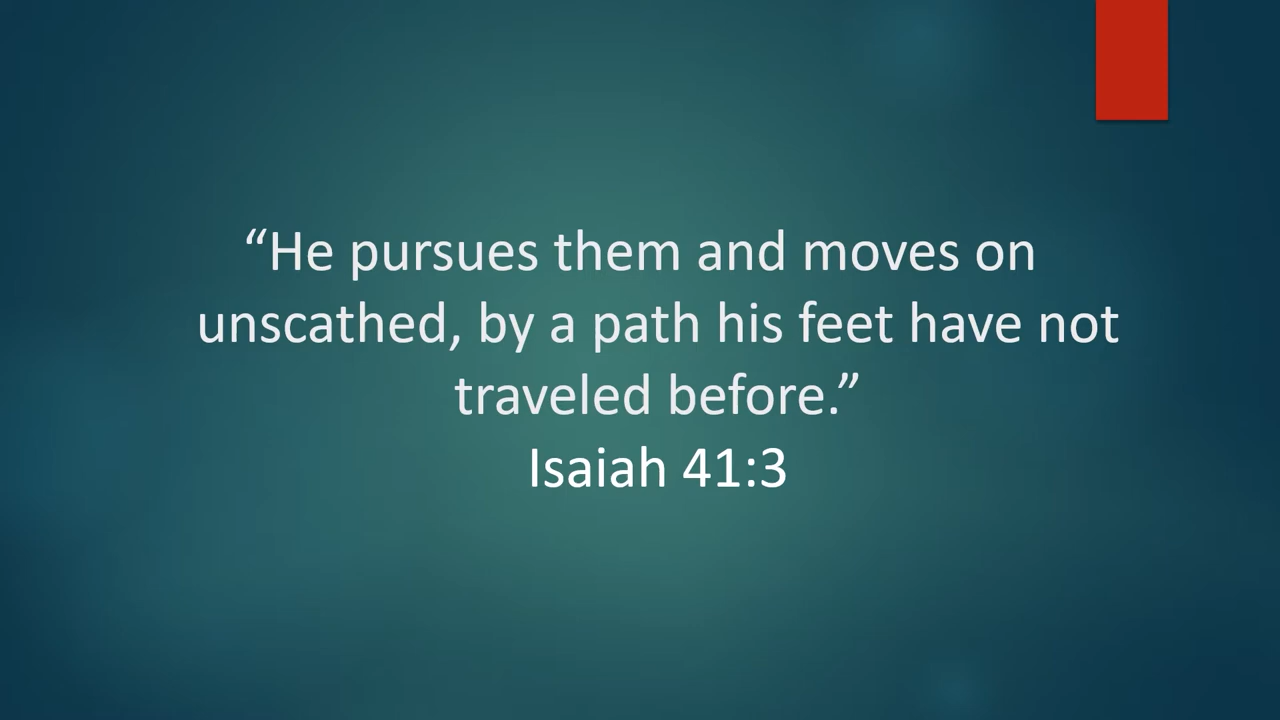 “He pursues them and moves on
unscathed, by a path his feet have not
traveled before.”
Isaiah 41:3